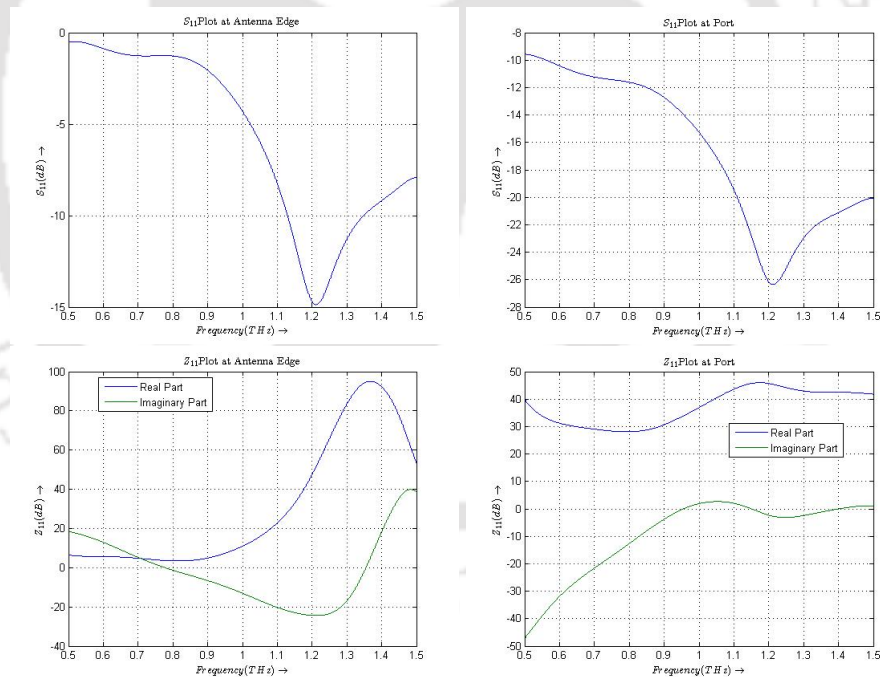 S₁₁Plot at Antenna Edge
0
-5
-10
-15
S₁₁(dB) →
0.5 0.6 0.7 0.8 0.9 1 1.1 1.2 1.3 1.4 1.5
Frequency(THz) →
S₁₁Plot at Port
-8
-10
-12
-14
-16
-18
-20
-22
-24
-26
-28
S₁₁(dB) →
0.5 0.6 0.7 0.8 0.9 1 1.1 1.2 1.3 1.4 1.5
Frequency(THz) →
Z₁₁Plot at Antenna Edge
100
80
60
40
20
0
-20
-40
Z₁₁(dB) →
Real Part
Imaginary Part
0.5 0.6 0.7 0.8 0.9 1 1.1 1.2 1.3 1.4 1.5
Frequency(THz) →
Z₁₁Plot at Port
50
40
30
20
10
0
-10
-20
-30
-40
-50
Z₁₁(dB) →
Real Part
Imaginary Part
0.5 0.6 0.7 0.8 0.9 1 1.1 1.2 1.3 1.4 1.5
Frequency(THz) →